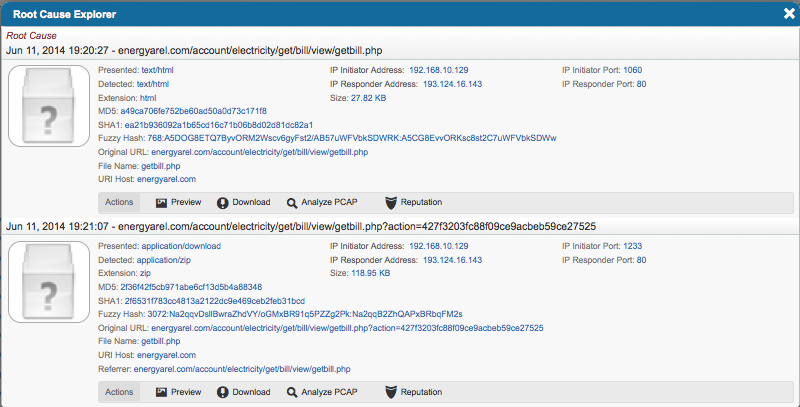 Root Cause Explorer
Root Cause
Jun 11, 2014 19:20:27 - energyarel.com/account/electricity/get/bill/view/getbill.php
Presented: text/html IP Initiator Address: 192.168.10.129 IP Initiator Port: 1060
Detected: text/html IP Responder Address: 193.124.16.143 IP Responder Port: 80
Extension: html Size: 27.82 KB
MD5: a49ca706fe752be60ad50a0d73c171f8
SHA1: ea21b936092a1b65cd16c71b06b8d02d81dc82a1
Fuzzy Hash: 768:A5DOG8ETQ7ByvORM2Wscv6gyFst2/AB57uWFVbkSDWRK:A5CG8EvvORKsc8st2C7uWFVbkSDWw
Original URL: energyarel.com/account/electricity/get/bill/view/getbill.php
File Name: getbill.php
URI Host: energyarel.com
Actions Preview Download Analyze PCAP Reputation
Jun 11, 2014 19:21:07 - energyarel.com/account/electricity/get/bill/view/getbill.php?action=427f3203fc88f09ce9acbeb59ce27525
Presented: application/download IP Initiator Address: 192.168.10.129 IP Initiator Port: 1233
Detected: application/zip IP Responder Address: 193.124.16.143 IP Responder Port: 80
Extension: zip Size: 118.95 KB
MD5: 2f36f42f5cb971abe6cf13d5b4a88348
SHA1: 2f6531f783cc4813a2122dc9e469ceb2feb31bcd
Fuzzy Hash: 3072:Na2qqvDsllBwraZhdVY/oGMxBR91q5PZZg2Pk:Na2qqB2ZhQAPxBRbqFM2s
Original URL: energyarel.com/account/electricity/get/bill/view/getbill.php?action=427f3203fc88f09ce9acbeb59ce27525
File Name: getbill.php
URI Host: energyarel.com
Referrer: energyarel.com/account/electricity/get/bill/view/getbill.php
Actions Preview Download Analyze PCAP Reputation